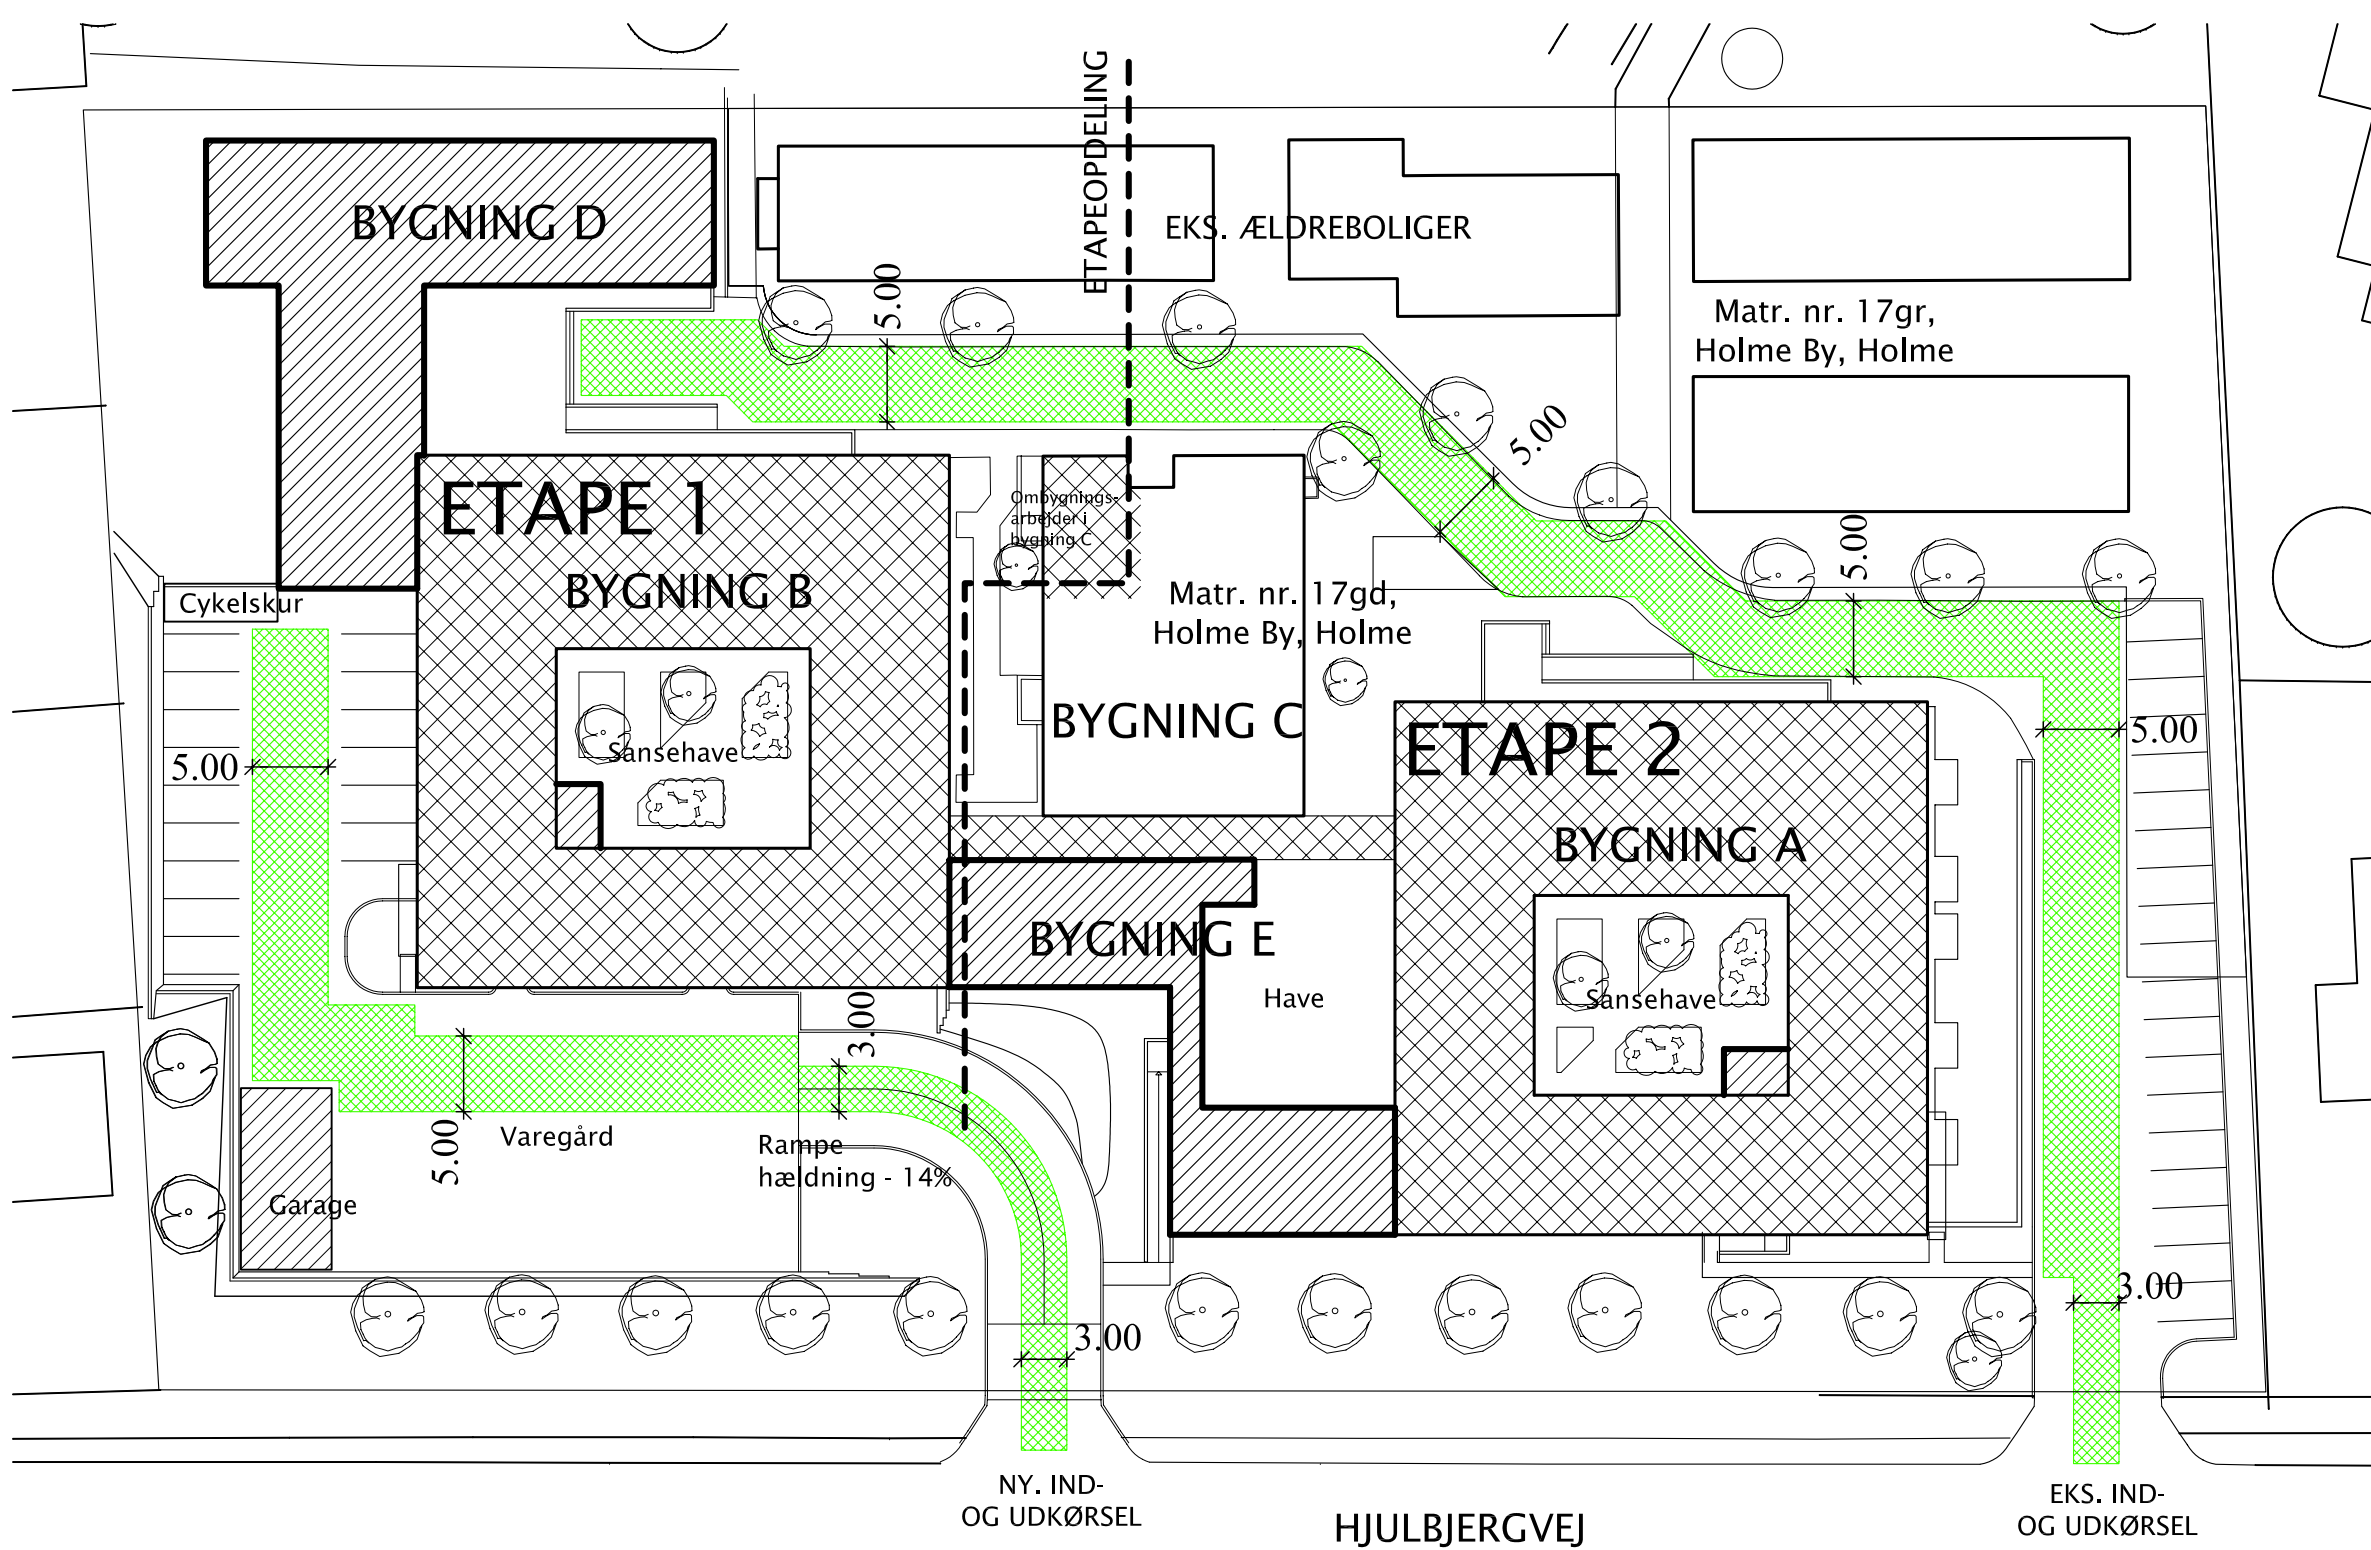 ETAPEOPDELING
BYGNING D
EKS. ÆLDREBOLIGER
5.00
Matr. nr. 17gr,
Holme By, Holme
5.00
ETAPE 1
Ombygnings-
arbejder i
bygning C
5.00
BYGNING B
Cykelskur
Matr. nr. 17gd,
Holme By, Holme
BYGNING C
ETAPE 2
5.00
Sansehave
5.00
BYGNING A
BYGNING E
Have
Sansehave
3.00
5.00
Varegård
Rampe
hældning - 14%
Garage
3.00
3.00
NY. IND-
OG UDKØRSEL
HJULBJERGVEJ
EKS. IND-
OG UDKØRSEL